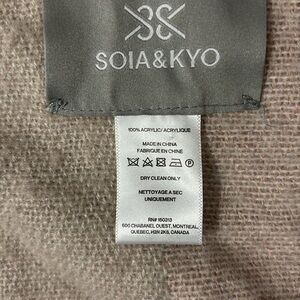 SOIA&KYO
100% ACRYLIC/ ACRYLIQUE
MADE IN CHINA
FABRIQUÉ EN CHINE
DRY CLEAN ONLY
NETTOYAGE A SEC
UNIQUEMENT
RN# 150313
600 CHABANEL OUEST, MONTREAL,
QUEBEC, H2N 2K6, CANADA